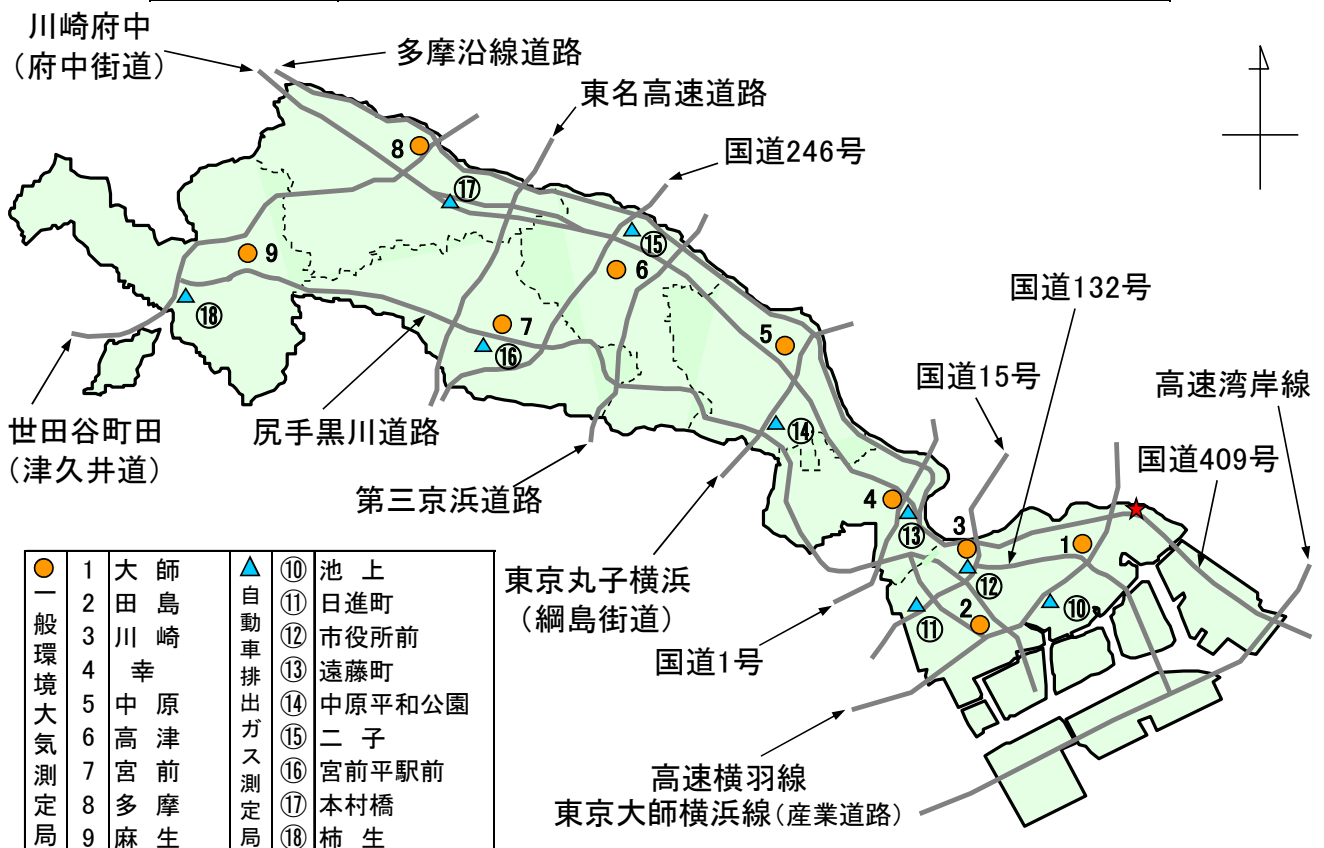 川崎府中
（府中街道）
多摩沿線道路
東名高速道路
国道246号
国道132号
国道15号
高速湾岸線
国道409号
世田谷町田
（津久井道）
尻手黒川道路
第三京浜道路
東京丸子横浜
（綱島街道）
国道1号
高速横羽線
東京大師横浜線（産業道路）
8
⑰
⑮
9
6
⑱
7
⑯
5
⑭
4
⑬
3
1
⑫
⑩
⑪
2
一般環境大気測定局
1 大師
2 田島
3 川崎
4 幸
5 中原
6 高津
7 宮前
8 多摩
9 麻生
自動車排出ガス測定局
⑩ 池上
⑪ 日進町
⑫ 市役所前
⑬ 遠藤町
⑭ 中原平和公園
⑮ 二子
⑯ 宮前平駅前
⑰ 本村橋
⑱ 柿生